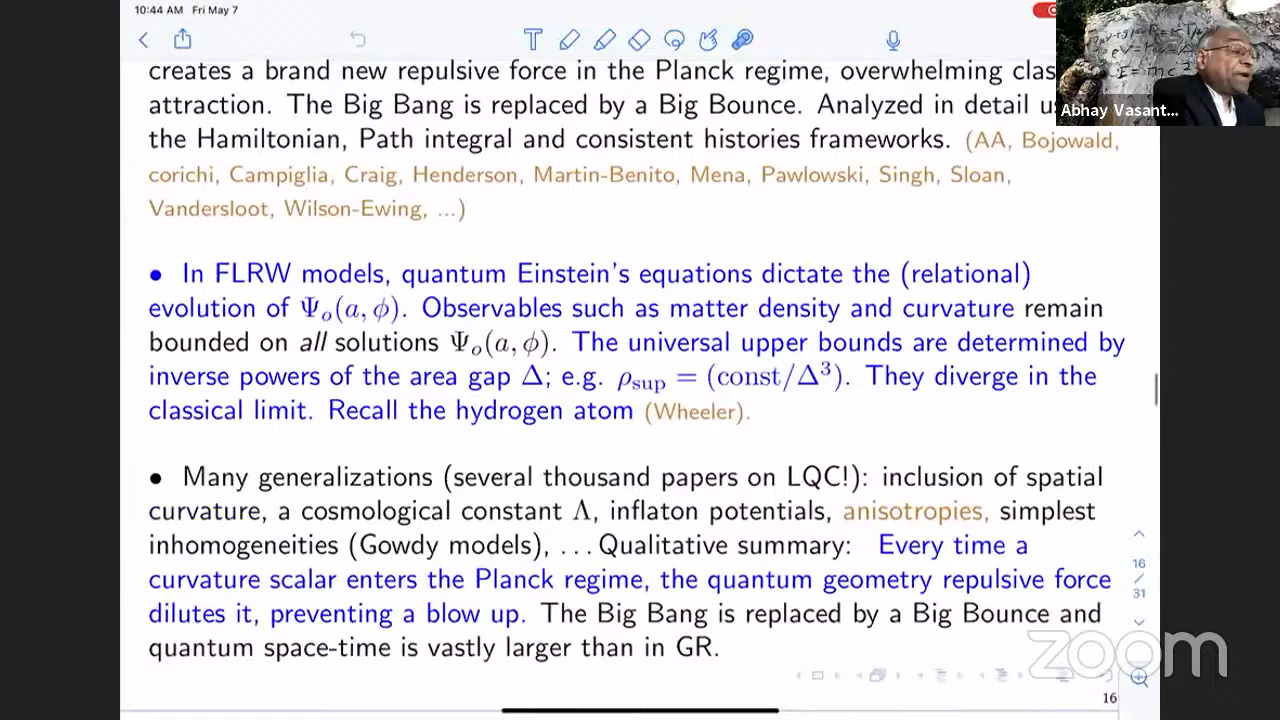 10:44 AM Fri May 7
creates a brand new repulsive force in the Planck regime, overwhelming clas
attraction. The Big Bang is replaced by a Big Bounce. Analyzed in detail u
the Hamiltonian, Path integral and consistent histories frameworks. (AA, Bojowald,
corichi, Campiglia, Craig, Henderson, Martin-Benito, Mena, Pawlowski, Singh, Sloan,
Vandersloot, Wilson-Ewing, ...)
• In FLRW models, quantum Einstein's equations dictate the (relational)
evolution of Ψₒ(a, ϕ). Observables such as matter density and curvature remain
bounded on all solutions Ψₒ(a, ϕ). The universal upper bounds are determined by
inverse powers of the area gap Δ; e.g. ρsup = (const/Δ³). They diverge in the
classical limit. Recall the hydrogen atom (Wheeler).
• Many generalizations (several thousand papers on LQC!): inclusion of spatial
curvature, a cosmological constant Λ, inflaton potentials, anisotropies, simplest
inhomogeneities (Gowdy models), ... Qualitative summary: Every time a
curvature scalar enters the Planck regime, the quantum geometry repulsive force
dilutes it, preventing a blow up. The Big Bang is replaced by a Big Bounce and
quantum space-time is vastly larger than in GR.
16
/
31
16
Abhay Vasant...
zoom